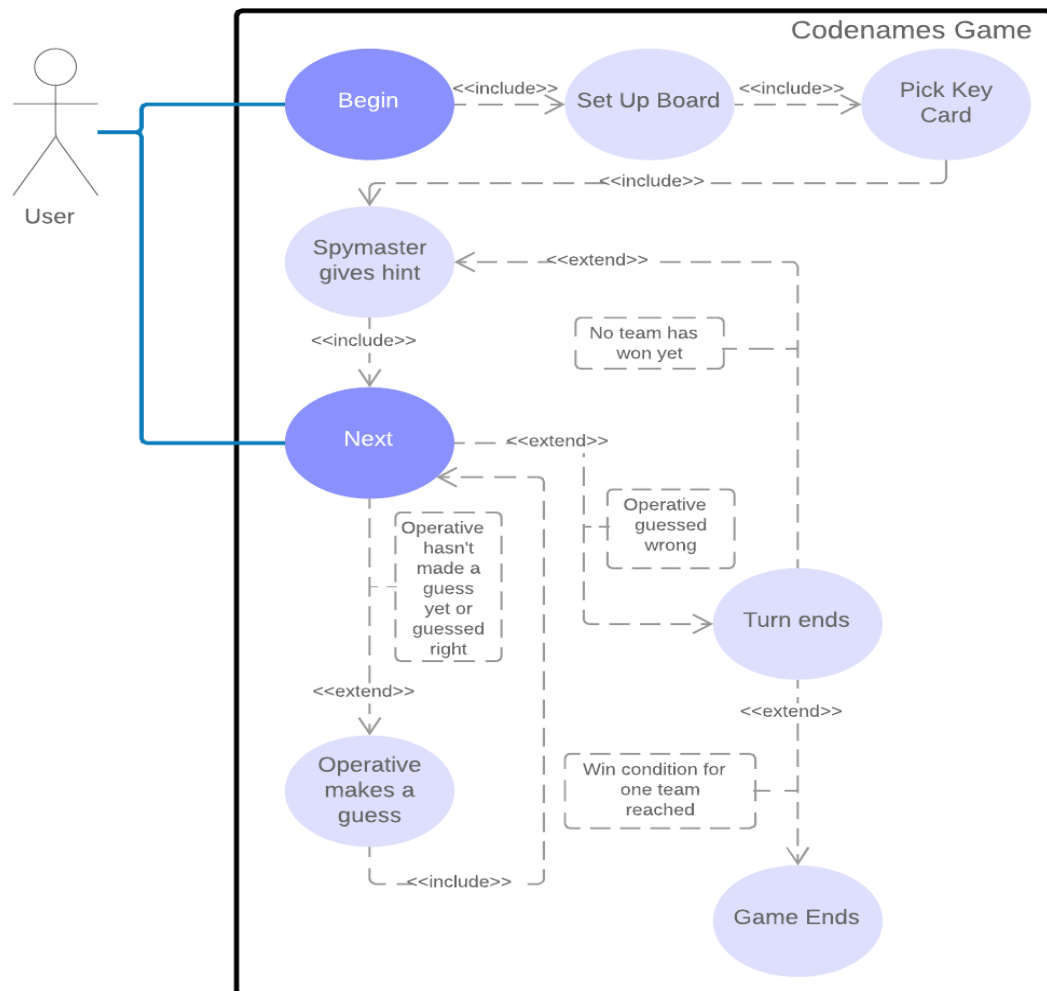 Codenames Game
User
Begin
<<include>>
Set Up Board
<<include>>
Pick Key
Card
<<include>>
Spymaster
gives hint
<<extend>>
<<include>>
No team has
won yet
Next
<<extend>>
Operative
guessed
wrong
Operative
hasn't
made a
guess
yet or
guessed
right
Turn ends
<<extend>>
<<extend>>
Operative
makes a
guess
Win condition for
one team
reached
<<include>>
Game Ends